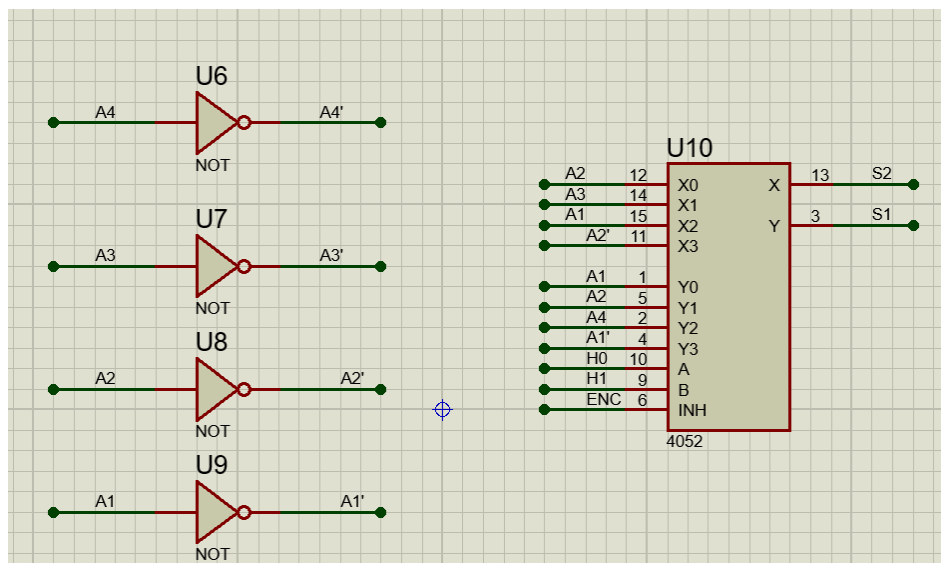 U6
A4 A4'
NOT
U7
A3 A3'
NOT
U8
A2 A2'
NOT
U9
A1 A1'
NOT
U10
A2 12 X0 X 13 S2
A3 14 X1
A1 15 X2 Y 3 S1
A2' 11 X3
A1 1 Y0
A2 5 Y1
A4 2 Y2
A1' 4 Y3
H0 10 A
H1 9 B
ENC 6 INH
4052